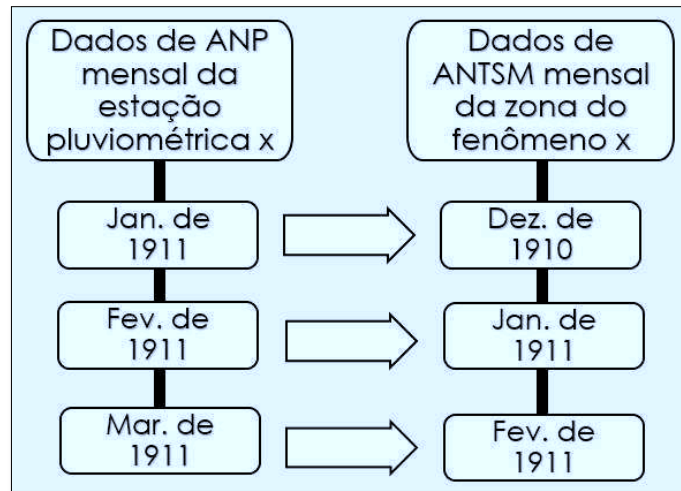 Dados de ANP
mensal da
estação
pluviométrica x
Dados de
ANTSM mensal
da zona do
fenômeno x
Jan. de
1911
Dez. de
1910
Fev. de
1911
Jan. de
1911
Mar. de
1911
Fev. de
1911